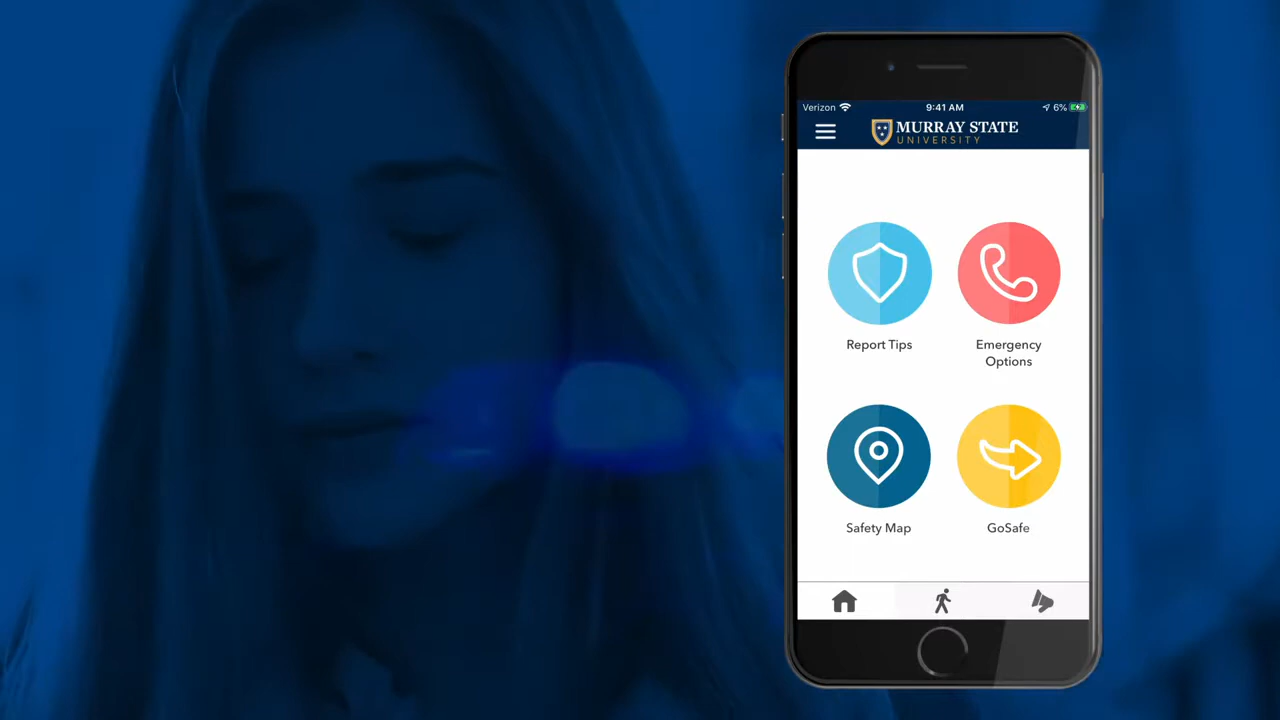 Verizon 9:41 AM 6%
MURRAY STATE
UNIVERSITY
Report Tips
Emergency
Options
Safety Map
GoSafe